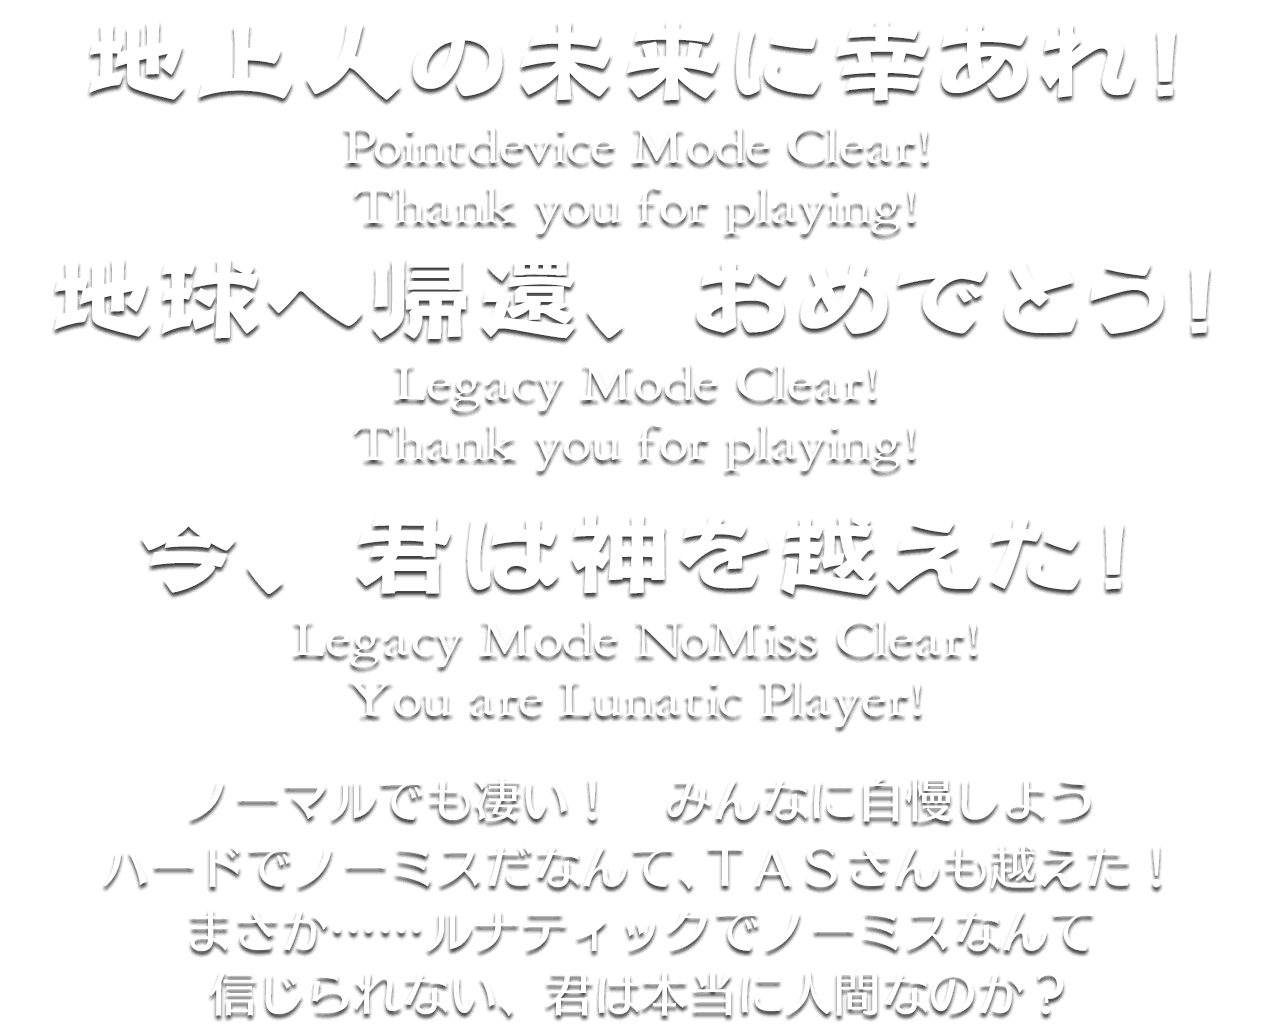 地上人の未来に幸あれ！
Pointdevice Mode Clear!
Thank you for playing!
地球へ帰還、おめでとう！
Legacy Mode Clear!
Thank you for playing!
今、君は神を越えた！
Legacy Mode NoMiss Clear!
You are Lunatic Player!
ノーマルでも凄い！　みんなに自慢しよう
ハードでノーミスだなんて、ＴＡＳさんも越えた！
まさか……ルナティックでノーミスなんて
信じられない、君は本当に人間なのか？